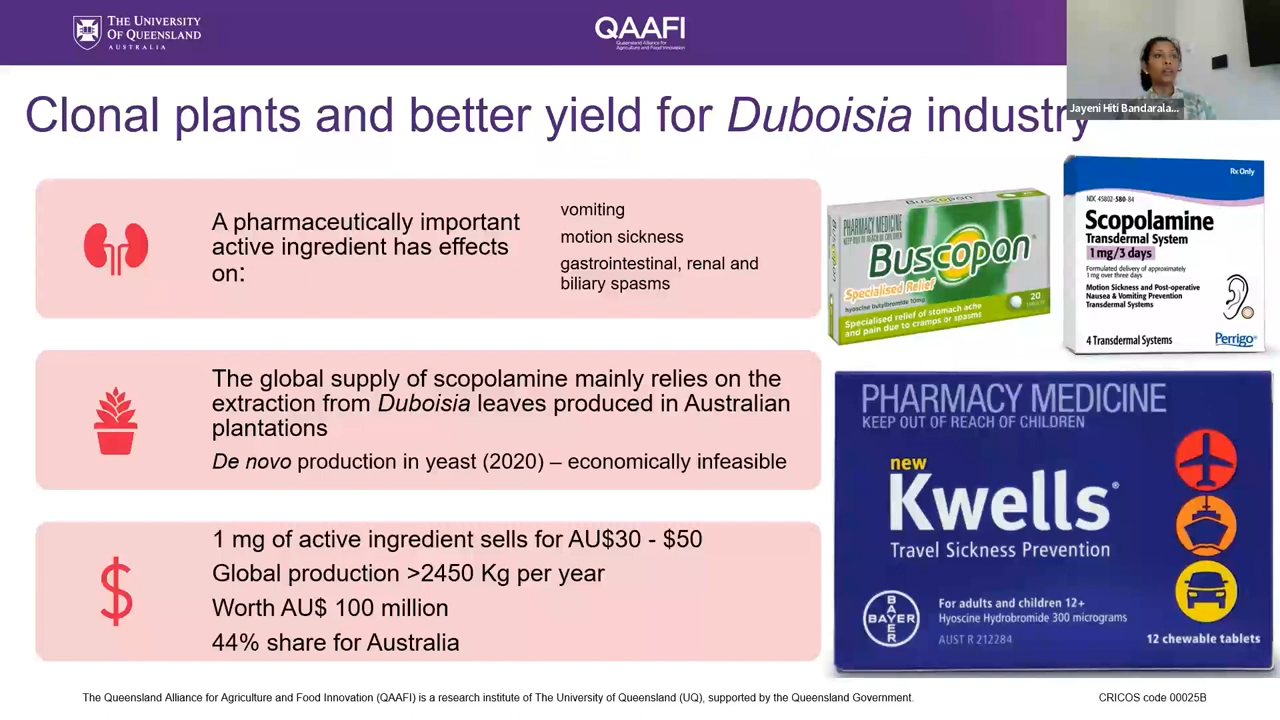 THE UNIVERSITY
OF QUEENSLAND
AUSTRALIA
QAAFI
Queensland Alliance for
Agriculture and Food Innovation
Jayeni Hiti Bandarala...
Clonal plants and better yield for Duboisia industry
A pharmaceutically important
active ingredient has effects
on:
vomiting
motion sickness
gastrointestinal, renal and
biliary spasms
The global supply of scopolamine mainly relies on the
extraction from Duboisia leaves produced in Australian
plantations
De novo production in yeast (2020) – economically infeasible
1 mg of active ingredient sells for AU$30 - $50
Global production >2450 Kg per year
Worth AU$ 100 million
44% share for Australia
Buscopan
PHARMACY MEDICINE
KEEP OUT OF REACH OF CHILDREN
Buscopan
Buscopan®
Specialised Relief
hyoscine butylbromide 10mg
20
TABLETS
Specialised relief of stomach ache
and pain due to cramps or spasms
Rx Only
NDC 45802-580-84
Scopolamine
Transdermal System
1 mg/3 days
Formulated delivery of approximately
1 mg over three days
Motion Sickness and Post-operative
Nausea & Vomiting Prevention
Transdermal Systems
4 Transdermal Systems
Perrigo®
PHARMACY MEDICINE
KEEP OUT OF REACH OF CHILDREN
new
Kwells®
Travel Sickness Prevention
BAYER
BAYER
For adults and children 12+
Hyoscine Hydrobromide 300 micrograms
AUST R 212284
12 chewable tablets
The Queensland Alliance for Agriculture and Food Innovation (QAAFI) is a research institute of The University of Queensland (UQ), supported by the Queensland Government.
CRICOS code 00025B